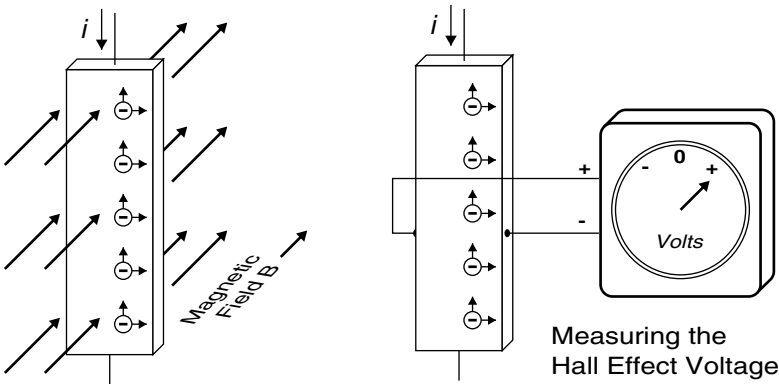 i
Magnetic
Field B
i
+
-
- 0 +
Volts
Measuring the
Hall Effect Voltage